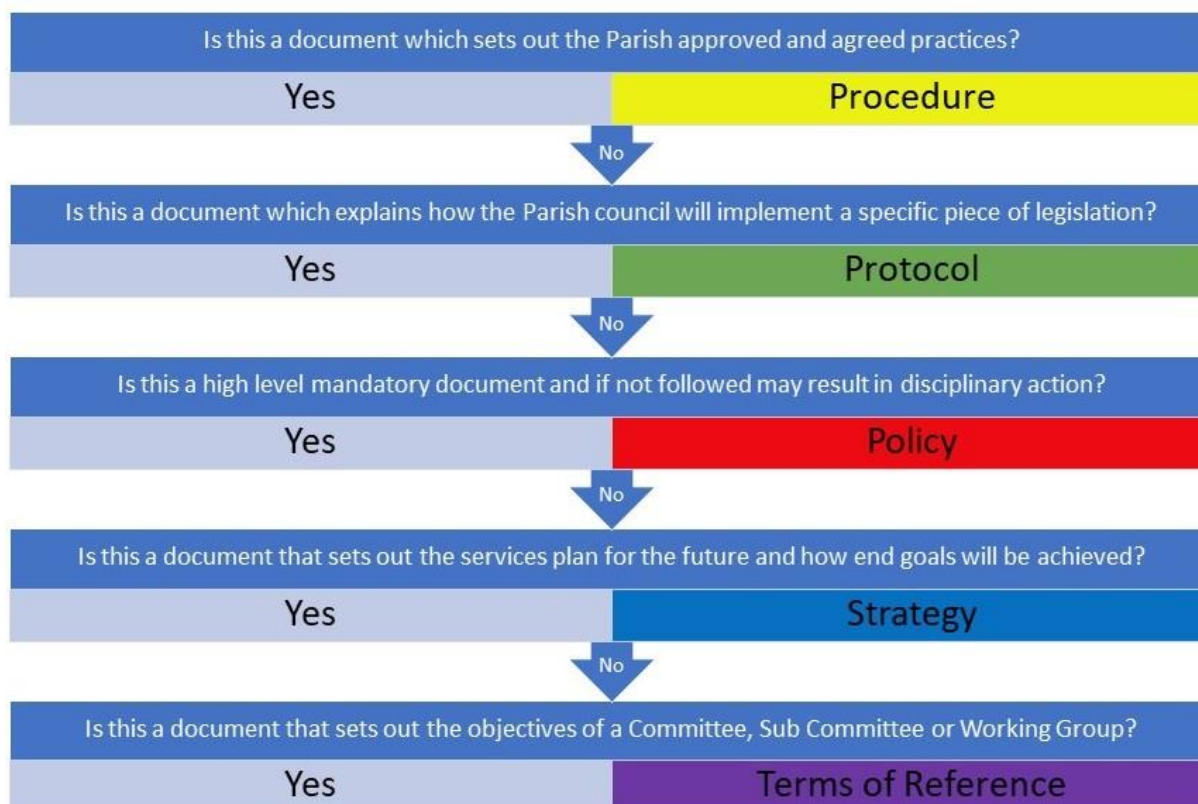 Is this a document which sets out the Parish approved and agreed practices?
Yes
Procedure
No
Is this a document which explains how the Parish council will implement a specific piece of legislation?
Yes
Protocol
No
Is this a high level mandatory document and if not followed may result in disciplinary action?
Yes
Policy
No
Is this a document that sets out the services plan for the future and how end goals will be achieved?
Yes
Strategy
No
Is this a document that sets out the objectives of a Committee, Sub Committee or Working Group?
Yes
Terms of Reference